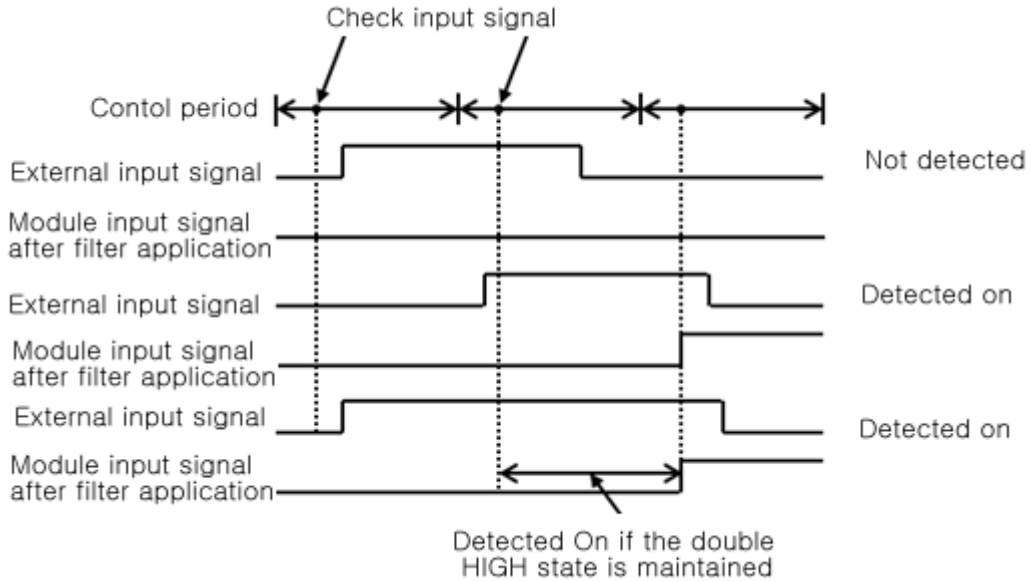 Check input signal
Contol period
External input signal
Not detected
Module input signal
after filter application
External input signal
Detected on
Module input signal
after filter application
External input signal
Detected on
Module input signal
after filter application
Detected On if the double
HIGH state is maintained